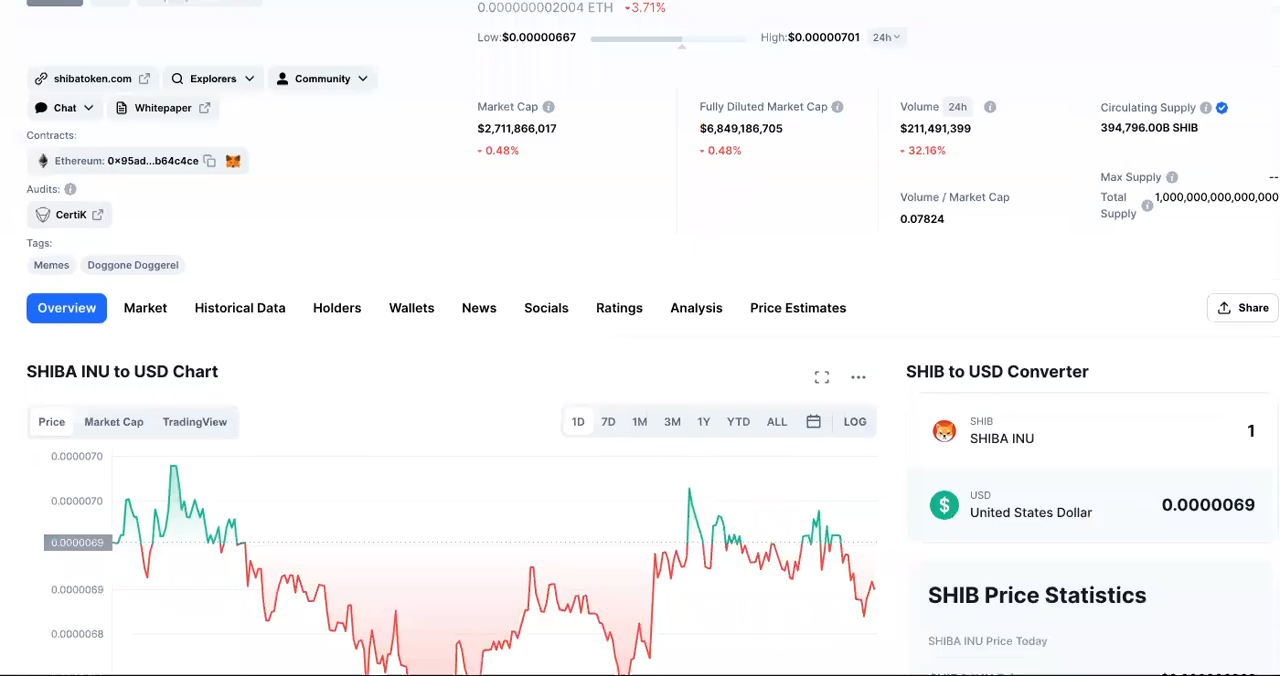 0.000000002004 ETH 3.71%
Low:$0.00000667 High:$0.00000701 24h
shibatoken.com Explorers Community
Chat Whitepaper
Contracts:
Ethereum: 0x95ad...b64c4ce
Audits:
CertiK
Tags:
Memes Doggone Doggerel
Market Cap
$2,711,866,017
0.48%
Fully Diluted Market Cap
$6,849,186,705
0.48%
Volume 24h
$211,491,399
32.16%
Volume / Market Cap
0.07824
Circulating Supply
394,796.00B SHIB
Max Supply --
Total Supply 1,000,000,000,000,000
Overview Market Historical Data Holders Wallets News Socials Ratings Analysis Price Estimates Share
SHIBA INU to USD Chart
Price Market Cap TradingView 1D 7D 1M 3M 1Y YTD ALL LOG
0.0000070
0.0000070
0.0000069
0.0000069
0.0000068
SHIB to USD Converter
SHIB
SHIBA INU 1
USD
United States Dollar 0.0000069
SHIB Price Statistics
SHIBA INU Price Today